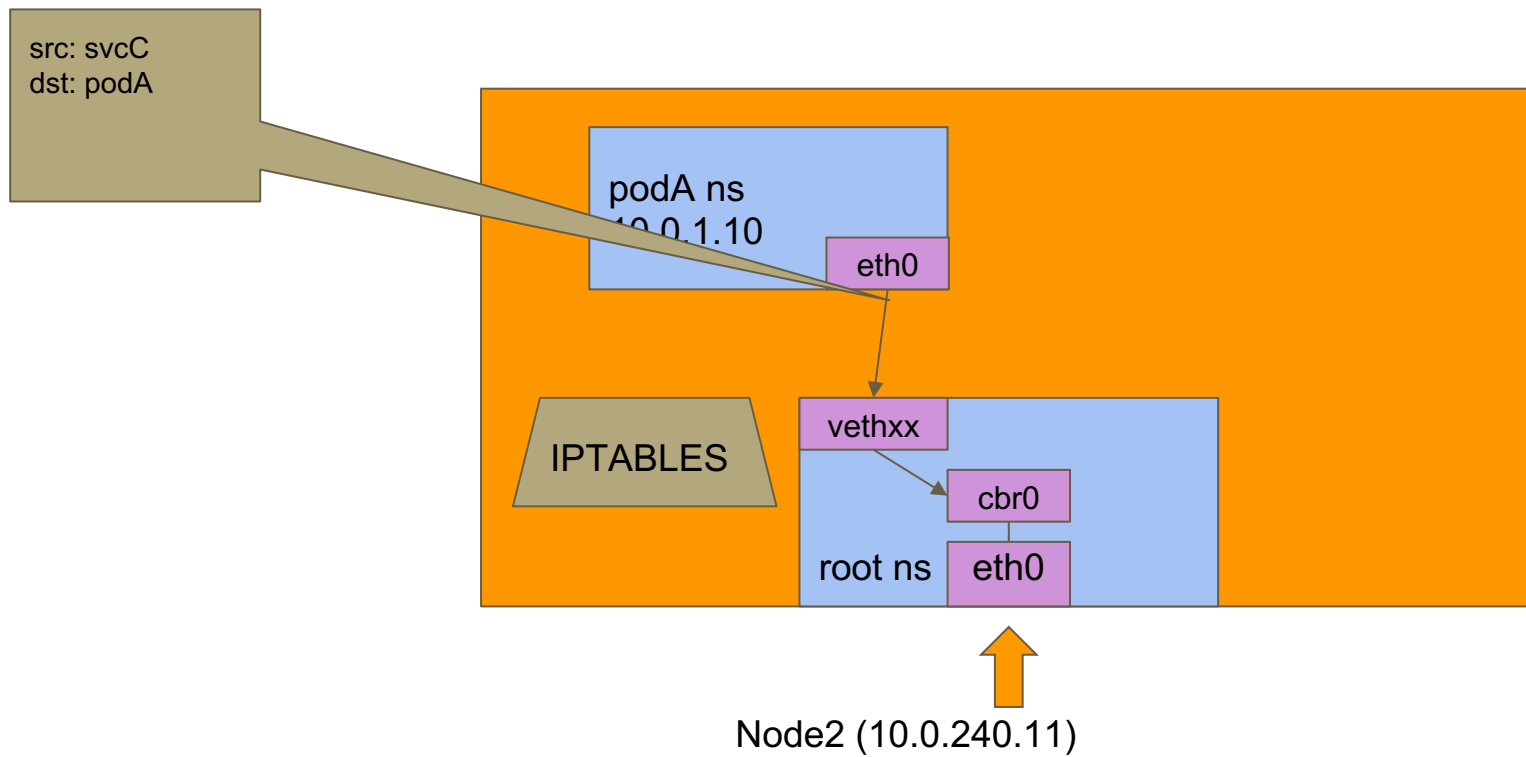 src: svcC
dst: podA
podA ns
10.0.1.10
eth0
vethxx
IPTABLES
cbr0
root ns
eth0
Node2 (10.0.240.11)